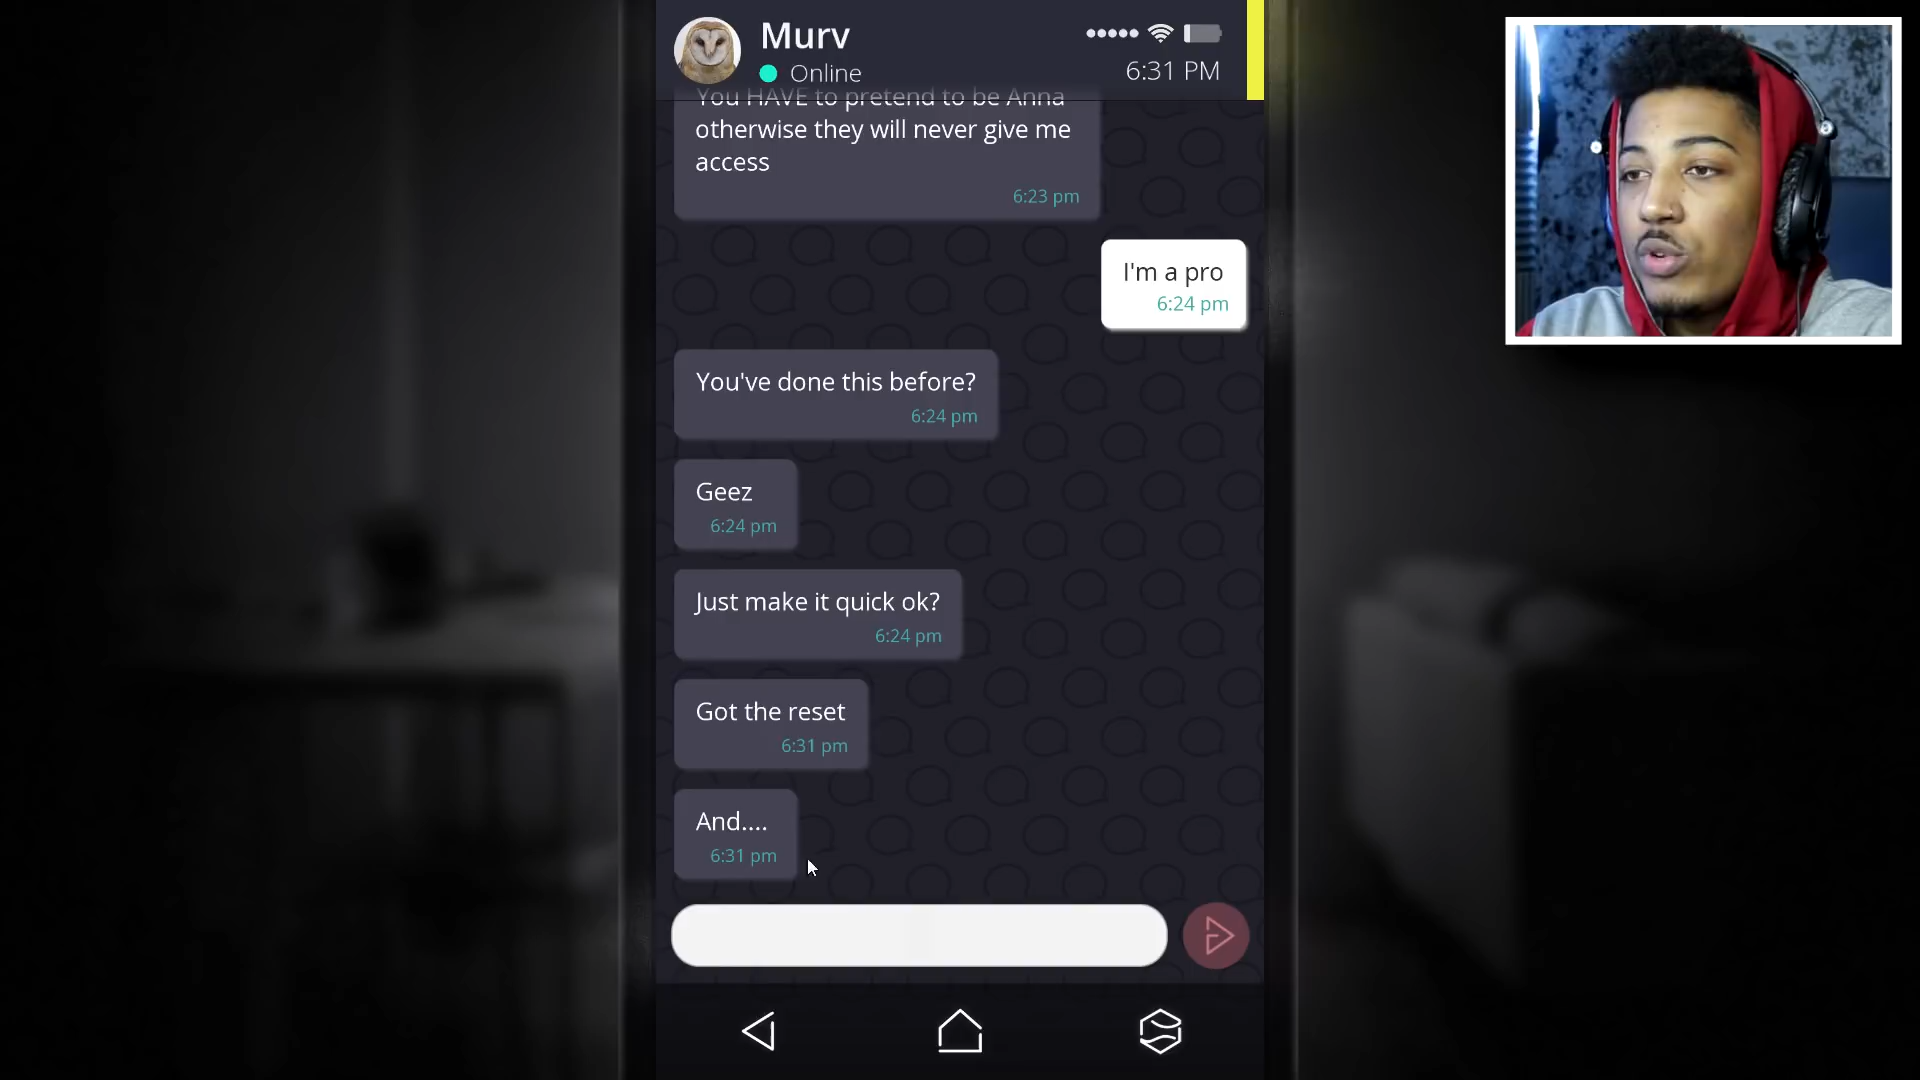 Murv
Online
6:31 PM
You HAVE to pretend to be Anna
otherwise they will never give me
access
6:23 pm
I'm a pro
6:24 pm
You've done this before?
6:24 pm
Geez
6:24 pm
Just make it quick ok?
6:24 pm
Got the reset
6:31 pm
And....
6:31 pm